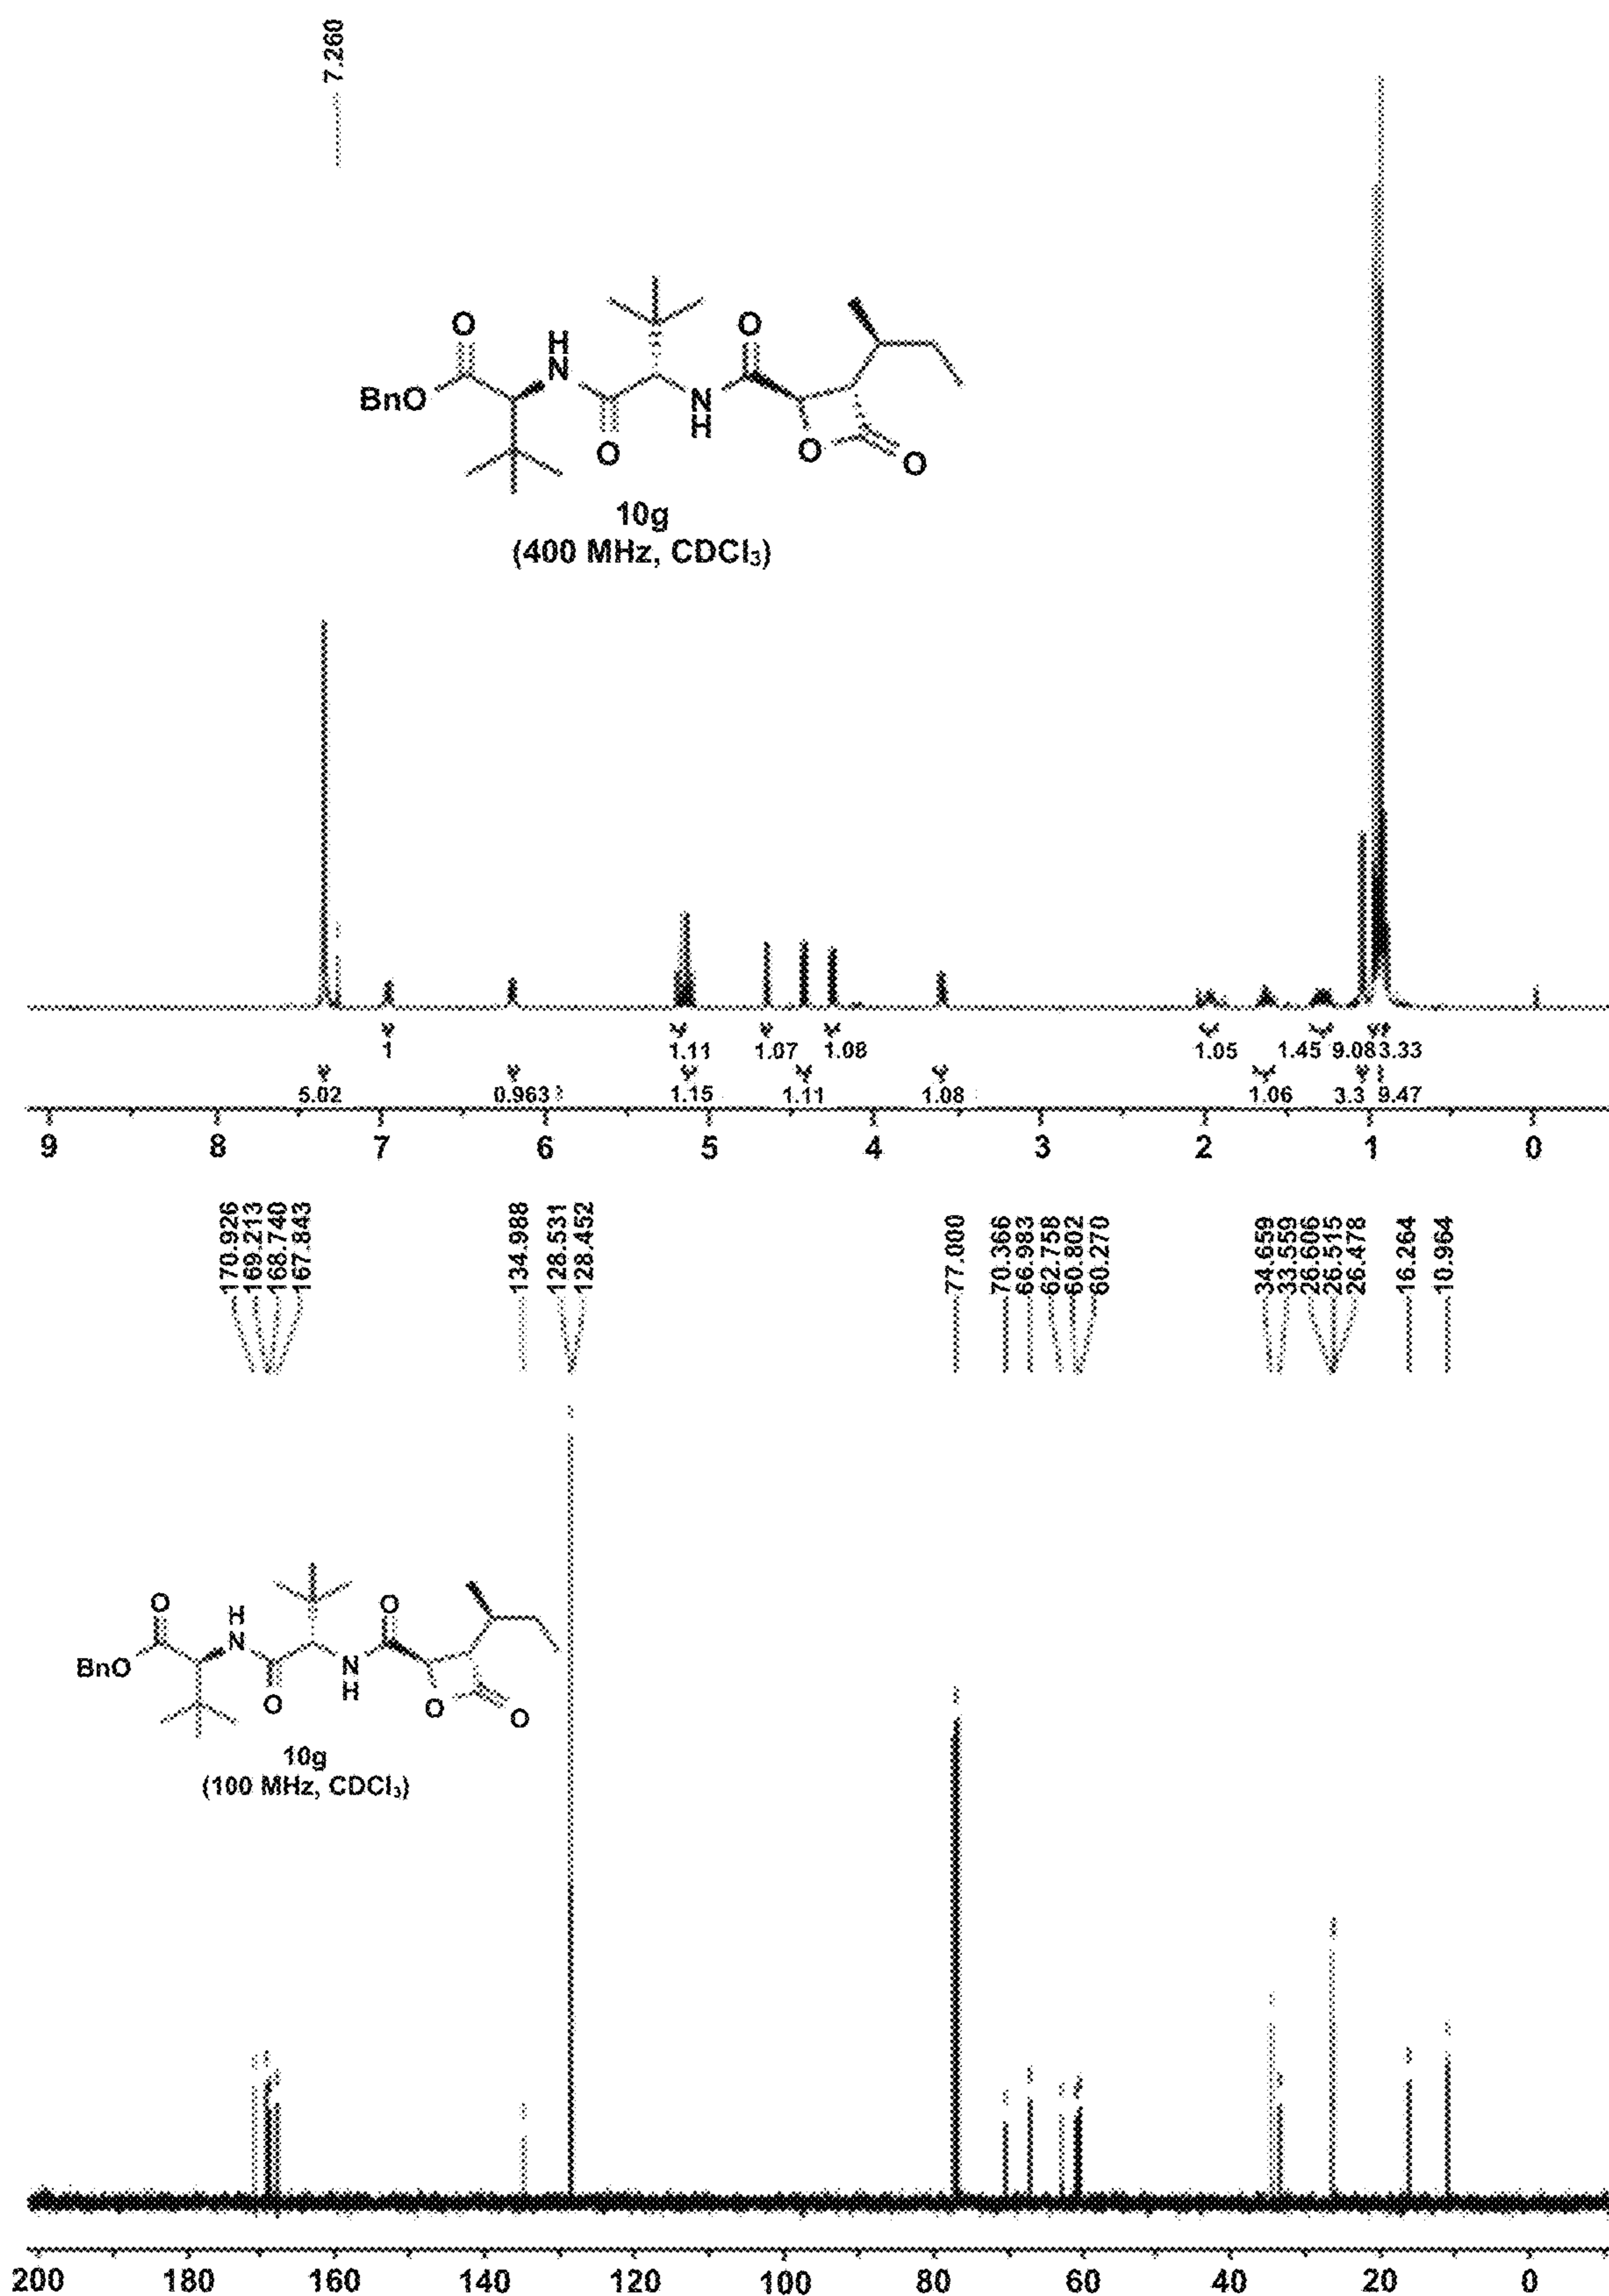 7.260
O
H
N
O
BnO
O
N
H
O
O
10g
(400 MHz, CDCl₃)
1
1.11
1.07
1.08
1.05
1.45
9.08
3.33
5.02
0.963
1.15
1.11
1.08
1.06
3.3
9.47
9 8 7 6 5 4 3 2 1 0
170.926
169.213
168.740
167.843
134.988
128.531
128.452
77.000
70.366
66.983
62.758
60.802
60.270
34.659
33.559
26.606
26.515
26.478
16.264
10.964
O
H
N
O
BnO
O
N
H
O
O
10g
(100 MHz, CDCl₃)
200 180 160 140 120 100 80 60 40 20 0